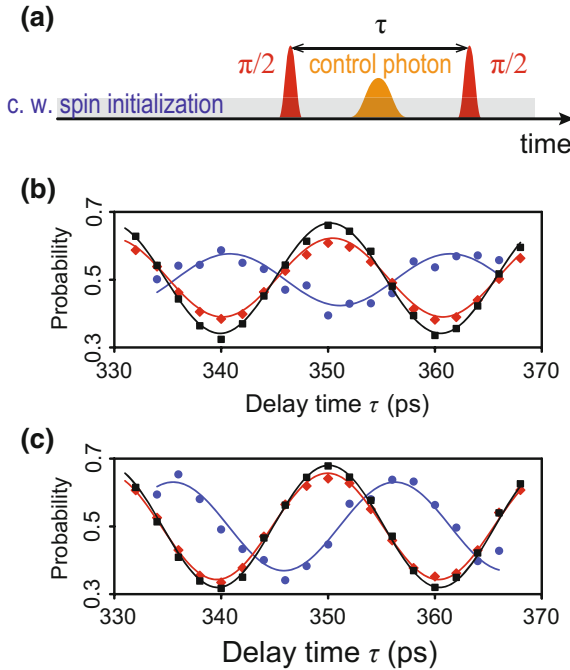 (a)
τ
π/2
control photon
π/2
c. w. spin initialization
time
(b)
0.7
0.5
0.3
Probability
330 340 350 360 370
Delay time τ (ps)
(c)
0.7
0.5
0.3
Probability
330 340 350 360 370
Delay time τ (ps)